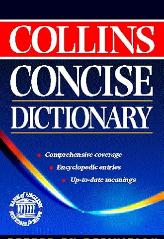 COLLINS
CONCISE
DICTIONARY
Comprehensive coverage
Encyclopedic entries
Up-to-date meanings